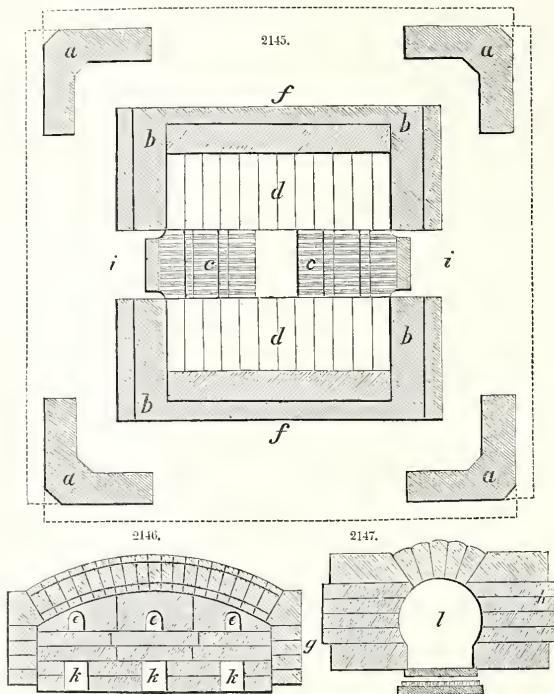 2145.
a a
f
b b
d
i c c i
d
b b
f
a a
2146. 2147.
e e e g h l
k k k